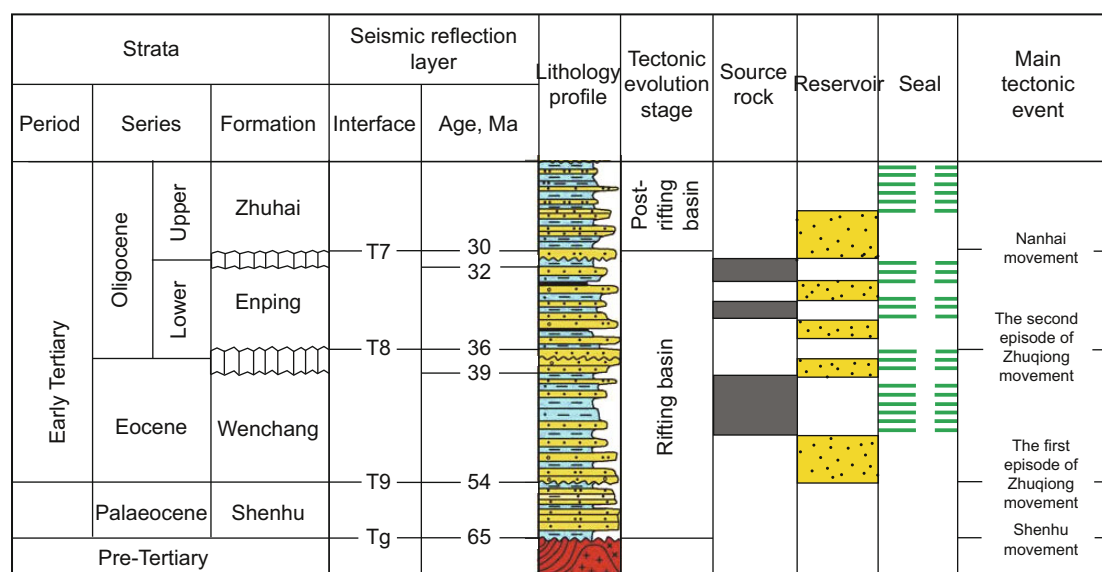 Strata
Seismic reflection
layer
Lithology
profile
Tectonic
evolution
stage
Source
rock
Reservoir
Seal
Main
tectonic
event
Period
Series
Formation
Interface
Age, Ma
Early Tertiary
Oligocene
Upper
Zhuhai
Post-
rifting
basin
T7
30
Nanhai
movement
32
Lower
Enping
T8
36
The second
episode of
Zhuqiong
movement
39
Rifting basin
Eocene
Wenchang
T9
54
The first
episode of
Zhuqiong
movement
Palaeocene
Shenhu
Tg
65
Shenhu
movement
Pre-Tertiary